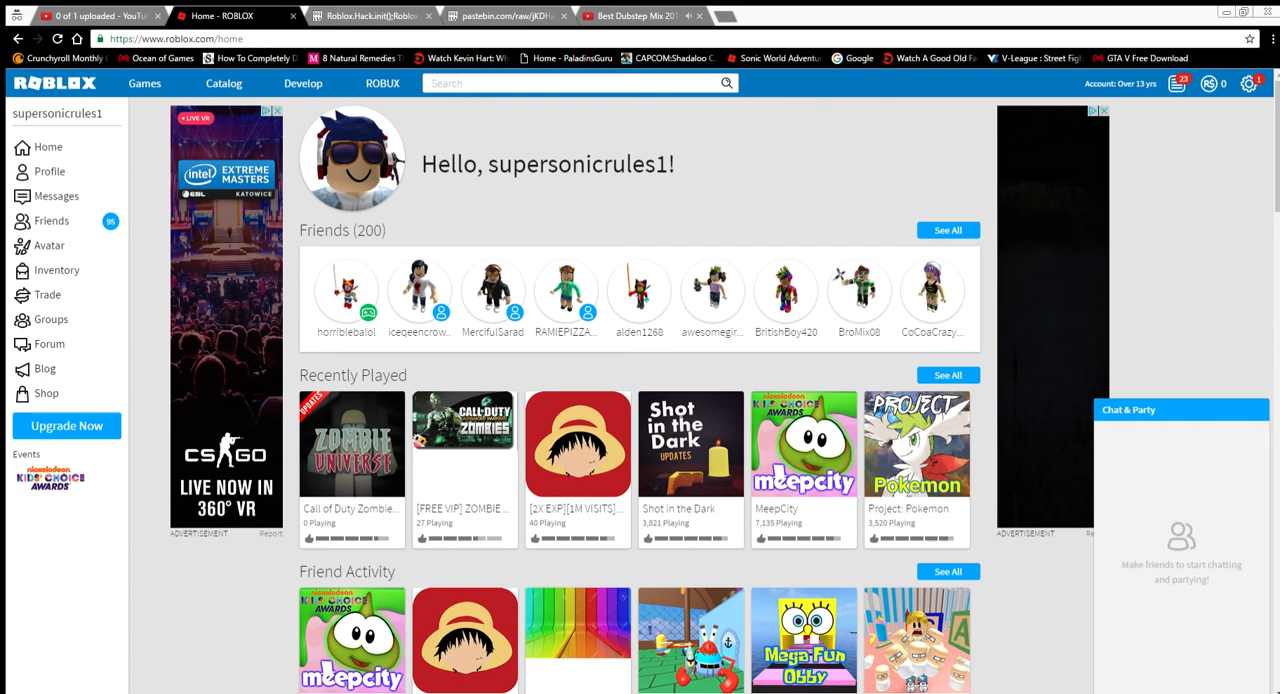 0 of 1 uploaded - YouTu
Home - ROBLOX
Roblox.Hack.init();Roblox
pastebin.com/raw/jKDHa
Best Dubstep Mix 201
https://www.roblox.com/home
Crunchyroll Monthly
Ocean of Games
How To Completely D
8 Natural Remedies T
Watch Kevin Hart: Wh
Home - PaladinsGuru
CAPCOM:Shadaloo C
Sonic World Adventu
Google
Watch A Good Old Fa
V-League : Street Figh
GTA V Free Download
ROBLOX
Games
Catalog
Develop
ROBUX
Search
Account: Over 13 yrs
23
R$ 0
1
supersonicrules1
Home
Profile
Messages
Friends 95
Avatar
Inventory
Trade
Groups
Forum
Blog
Shop
Upgrade Now
Events
nickelodeon
KIDS' CHOICE
AWARDS
LIVE VR
intel EXTREME
MASTERS
ESL KATOWICE
CS:GO
LIVE NOW IN
360° VR
ADVERTISEMENT
Report
Hello, supersonicrules1!
Friends (200)
See All
horriblebalol
iceqeencrow...
MercifulSarad
RAMIEPIZZA...
alden1268
awesomegir...
BritishBoy420
BroMix08
CoCoaCrazy...
Recently Played
See All
UPDATES
ZOMBIE
UNIVERSE
Call of Duty Zombie...
0 Playing
CALL OF DUTY
ZOMBIES
[FREE VIP] ZOMBIE ...
27 Playing
[2X EXP][1M VISITS]...
40 Playing
Shot
in the
Dark
UPDATES
Shot in the Dark
3,821 Playing
nickelodeon
KIDS CHOICE
AWARDS
meepcity
MeepCity
7,135 Playing
PROJECT:
Pokemon
Project: Pokemon
3,520 Playing
Friend Activity
See All
nickelodeon
KIDS CHOICE
AWARDS
meepcity
Mega Fun
Obby
A
ADVERTISEMENT
Re
Chat & Party
Make friends to start chatting
and partying!